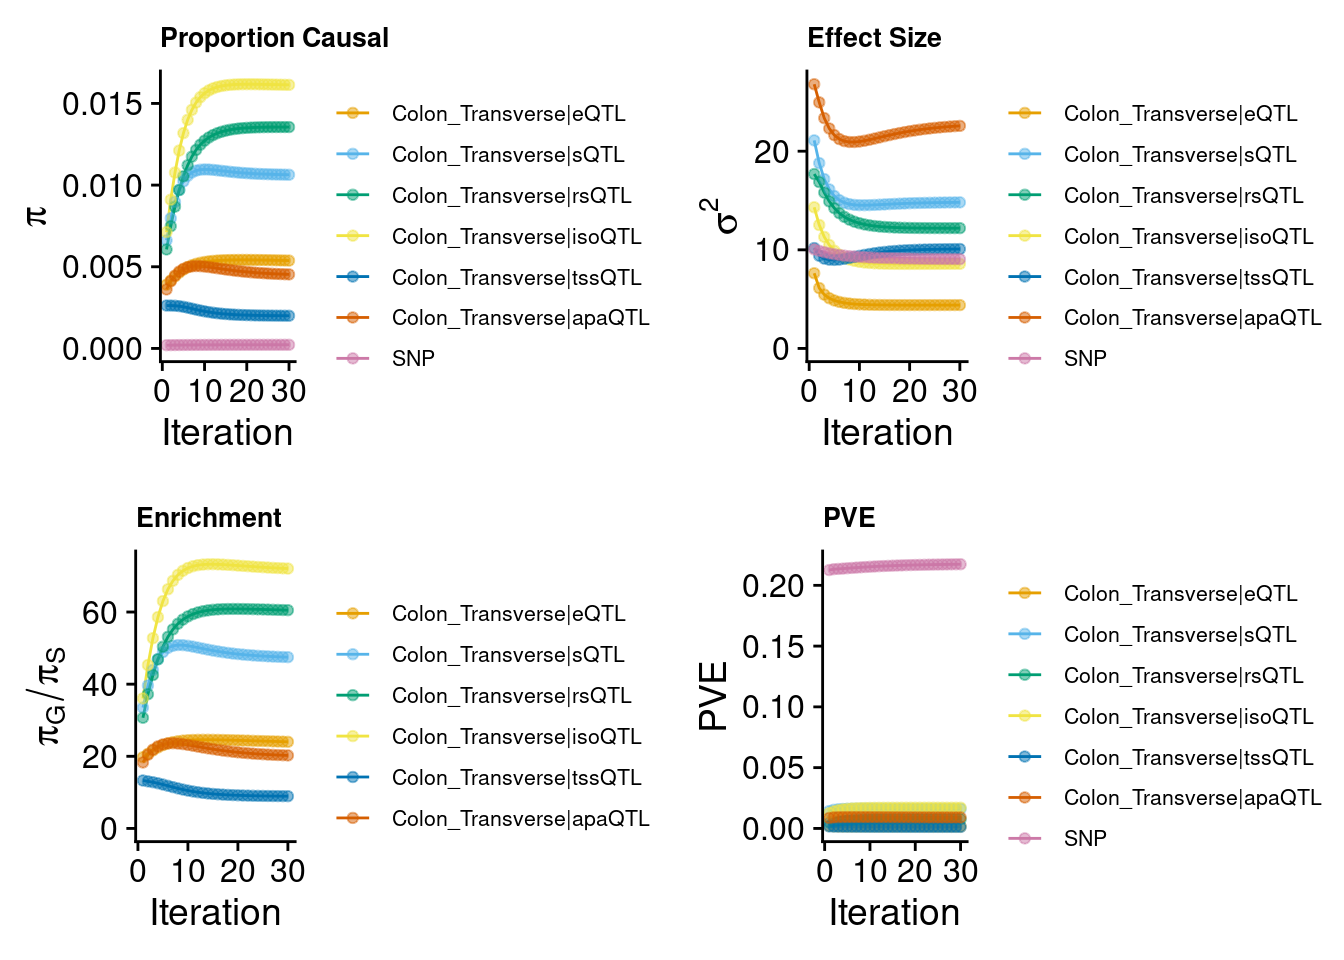 Proportion Causal
π
0.015
0.010
0.005
0.000
0 10 20 30
Iteration
Colon_Transverse|eQTL
Colon_Transverse|sQTL
Colon_Transverse|rsQTL
Colon_Transverse|isoQTL
Colon_Transverse|tssQTL
Colon_Transverse|apaQTL
SNP
Effect Size
σ²
20
10
0
0 10 20 30
Iteration
Colon_Transverse|eQTL
Colon_Transverse|sQTL
Colon_Transverse|rsQTL
Colon_Transverse|isoQTL
Colon_Transverse|tssQTL
Colon_Transverse|apaQTL
SNP
Enrichment
π_G/π_S
60
40
20
0
0 10 20 30
Iteration
Colon_Transverse|eQTL
Colon_Transverse|sQTL
Colon_Transverse|rsQTL
Colon_Transverse|isoQTL
Colon_Transverse|tssQTL
Colon_Transverse|apaQTL
PVE
PVE
0.20
0.15
0.10
0.05
0.00
0 10 20 30
Iteration
Colon_Transverse|eQTL
Colon_Transverse|sQTL
Colon_Transverse|rsQTL
Colon_Transverse|isoQTL
Colon_Transverse|tssQTL
Colon_Transverse|apaQTL
SNP